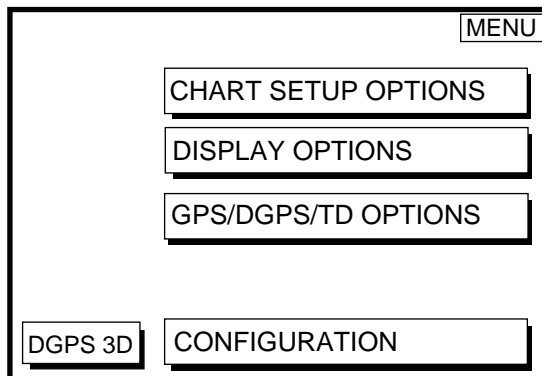 MENU
CHART SETUP OPTIONS
DISPLAY OPTIONS
GPS/DGPS/TD OPTIONS
DGPS 3D CONFIGURATION